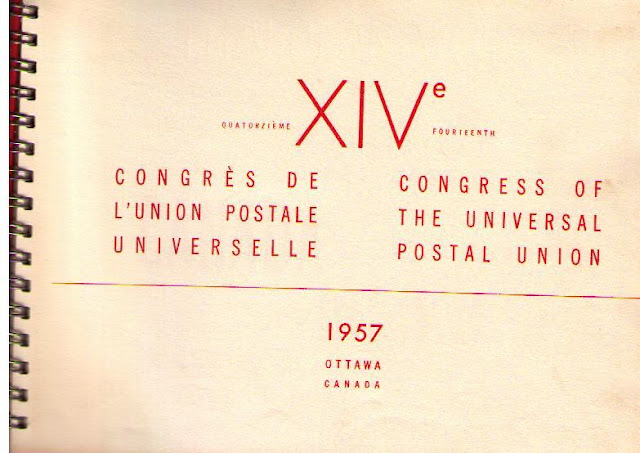 QUATORZIÈME XIVe FOURTEENTH
CONGRÈS DE
L'UNION POSTALE
UNIVERSELLE
CONGRESS OF
THE UNIVERSAL
POSTAL UNION
1957
OTTAWA
CANADA